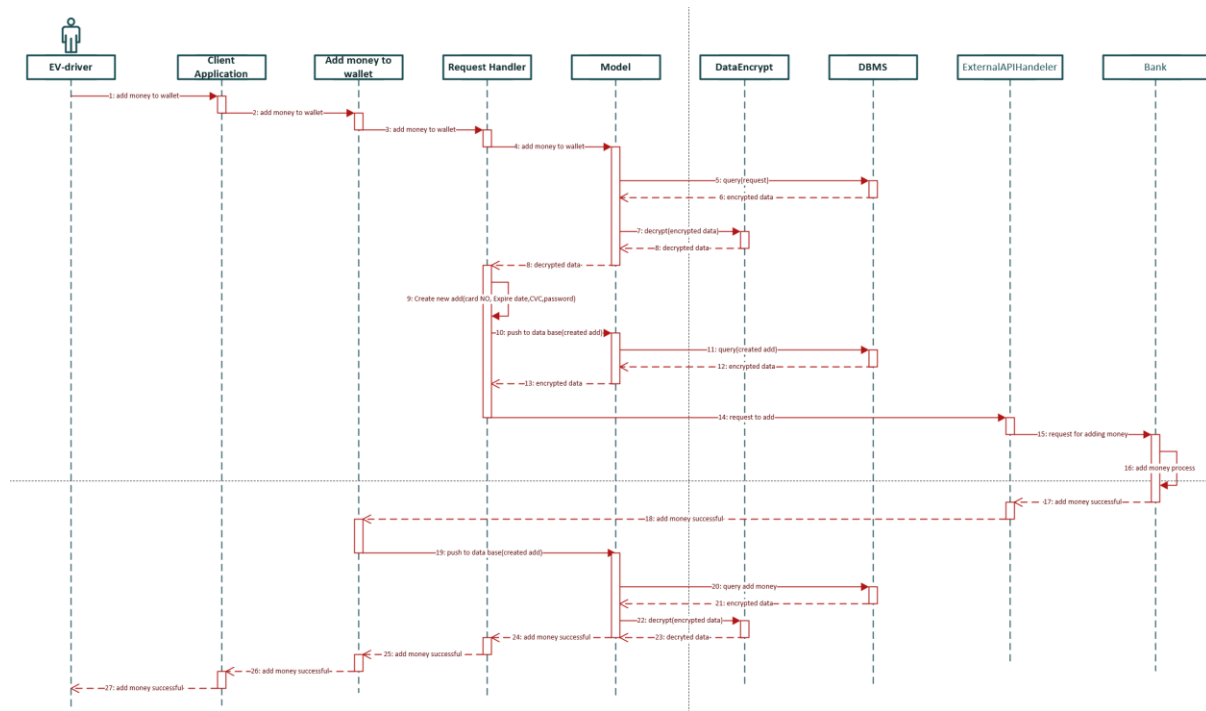 EV-driver
Client
Application
Add money to
wallet
Request Handler
Model
DataEncrypt
DBMS
ExternalAPIHandeler
Bank
1: add money to wallet
2: add money to wallet
3: add money to wallet
4: add money to wallet
5: query(request)
6: encrypted data
7: decrypt(encrypted data)
8: decrypted data
8: decrypted data
9: Create new add(card NO, Expire date,CVC,password)
10: push to data base(created add)
11: query(created add)
12: encrypted data
13: encrypted data
14: request to add
15: request for adding money
16: add money process
17: add money successful
18: add money successful
19: push to data base(created add)
20: query add money
21: encrypted data
22: decrypt(encrypted data)
23: decryted data
24: add money successful
25: add money successful
26: add money successful
27: add money successful